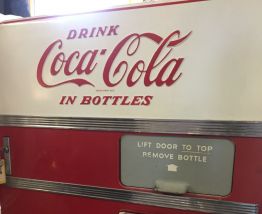 DRINK
Coca-Cola
IN BOTTLES
LIFT DOOR TO TOP
REMOVE BOTTLE